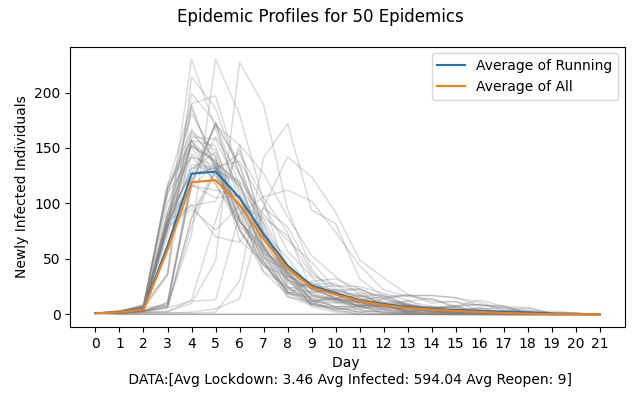 Epidemic Profiles for 50 Epidemics
Newly Infected Individuals
200
150
100
50
0
Average of Running
Average of All
0 1 2 3 4 5 6 7 8 9 10 11 12 13 14 15 16 17 18 19 20 21
Day
DATA:[Avg Lockdown: 3.46 Avg Infected: 594.04 Avg Reopen: 9]